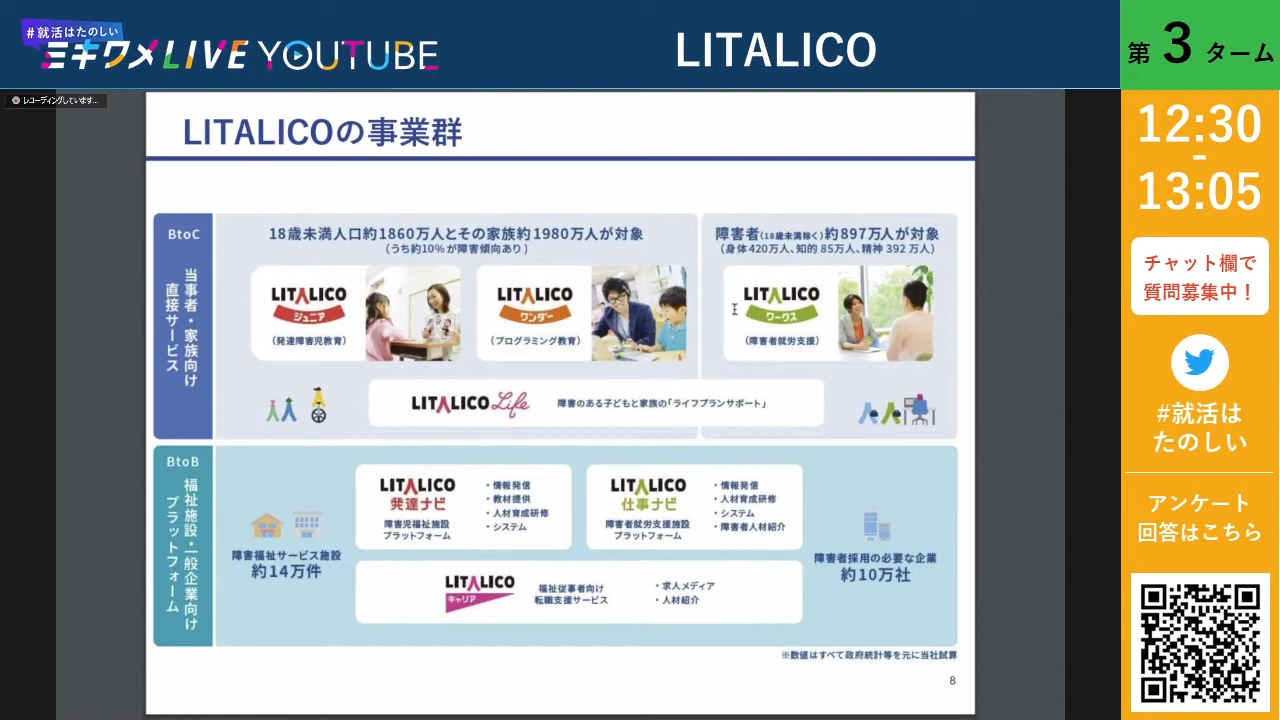 #就活はたのしい
ミキワメLIVE YOUTUBE
LITALICO
第3ターム
レコーディングしています...
12:30
-
13:05
チャット欄で
質問募集中！
#就活は
たのしい
アンケート
回答はこちら
LITALICOの事業群
BtoC
当事者・家族向け
直接サービス
18歳未満人口約1860万人とその家族約1980万人が対象
(うち約10%が障害傾向あり)
LITALICO
ジュニア
(発達障害児教育)
LITALICO
ワンダー
(プログラミング教育)
障害者(18歳未満除く)約897万人が対象
(身体420万人、知的85万人、精神392万人)
LITALICO
ワークス
(障害者就労支援)
LITALICO Life
障害のある子どもと家族の「ライフプランサポート」
BtoB
福祉施設・一般企業向け
プラットフォーム
障害福祉サービス施設
約14万件
LITALICO
発達ナビ
障害児福祉施設
プラットフォーム
・情報発信
・教材提供
・人材育成研修
・システム
LITALICO
仕事ナビ
障害者就労支援施設
プラットフォーム
・情報発信
・人材育成研修
・システム
・障害者人材紹介
LITALICO
キャリア
福祉従事者向け
転職支援サービス
・求人メディア
・人材紹介
障害者採用の必要な企業
約10万社
※数値はすべて政府統計等を元に当社試算
8